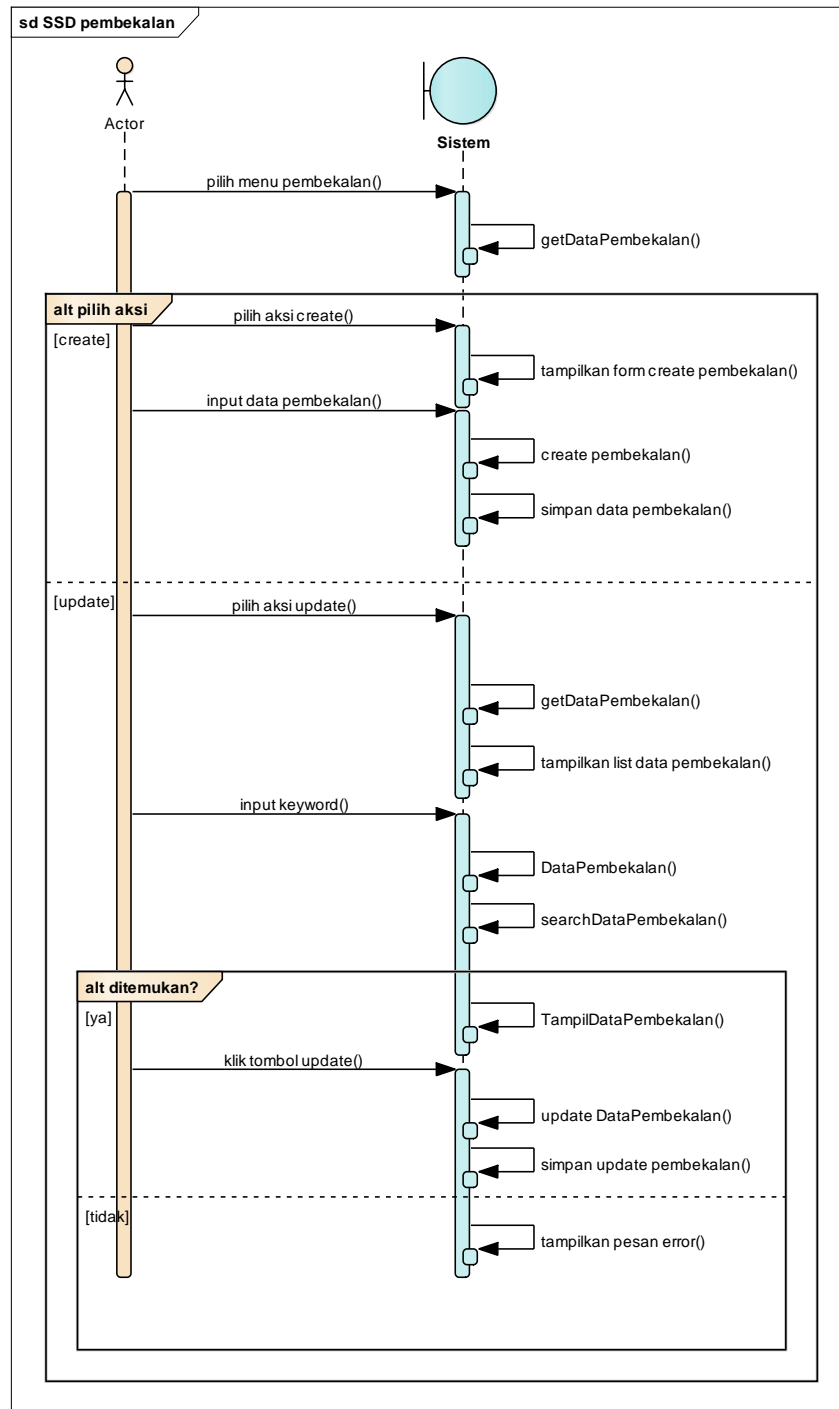 sd SSD pembekalan
Actor
Sistem
pilih menu pembekalan()
getDataPembekalan()
alt pilih aksi
[create]
pilih aksi create()
tampilkan form create pembekalan()
input data pembekalan()
create pembekalan()
simpan data pembekalan()
[update]
pilih aksi update()
getDataPembekalan()
tampilkan list data pembekalan()
input keyword()
DataPembekalan()
searchDataPembekalan()
alt ditemukan?
[ya]
TampilDataPembekalan()
klik tombol update()
update DataPembekalan()
simpan update pembekalan()
[tidak]
tampilkan pesan error()